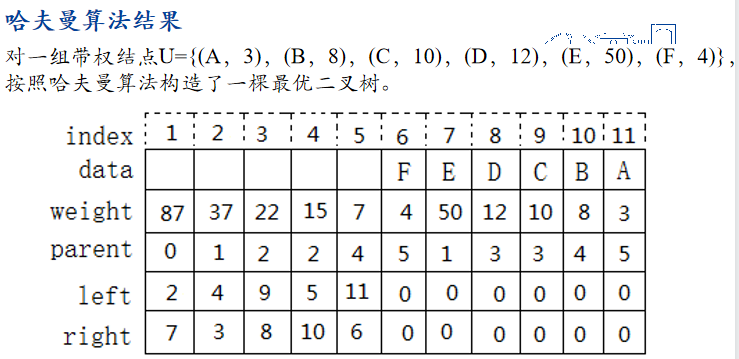 哈夫曼算法结果
对一组带权结点U={(A，3)，(B，8)，(C，10)，(D，12)，(E，50)，(F，4)}，
按照哈夫曼算法构造了一棵最优二叉树。
index 1 2 3 4 5 6 7 8 9 10 11
data F E D C B A
weight 87 37 22 15 7 4 50 12 10 8 3
parent 0 1 2 2 4 5 1 3 3 4 5
left 2 4 9 5 11 0 0 0 0 0 0
right 7 3 8 10 6 0 0 0 0 0 0